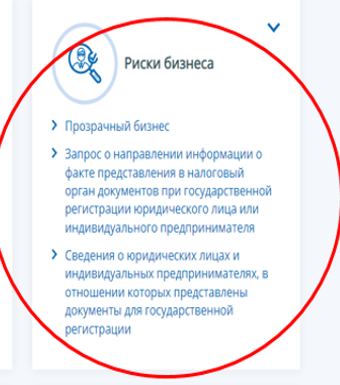 Риски бизнеса
Прозрачный бизнес
Запрос о направлении информации о
факте представления в налоговый
орган документов при государственной
регистрации юридического лица или
индивидуального предпринимателя
Сведения о юридических лицах и
индивидуальных предпринимателях, в
отношении которых представлены
документы для государственной
регистрации